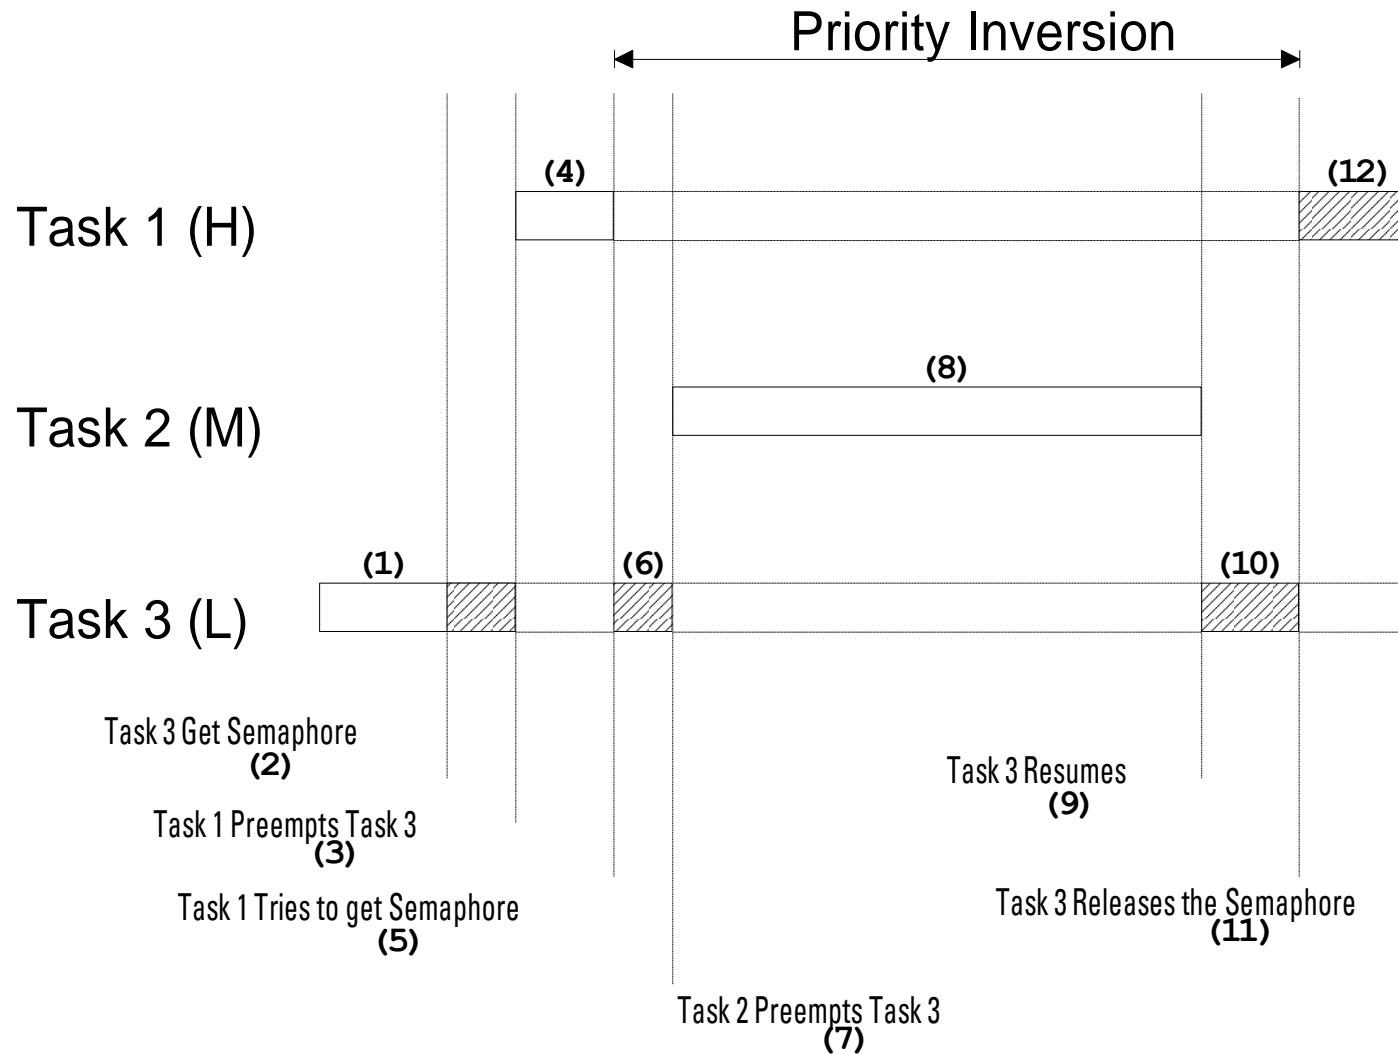 Priority Inversion
(4)
(12)
Task 1 (H)
(8)
Task 2 (M)
(1)
(6)
(10)
Task 3 (L)
Task 3 Get Semaphore
(2)
Task 3 Resumes
(9)
Task 1 Preempts Task 3
(3)
Task 1 Tries to get Semaphore
(5)
Task 3 Releases the Semaphore
(11)
Task 2 Preempts Task 3
(7)